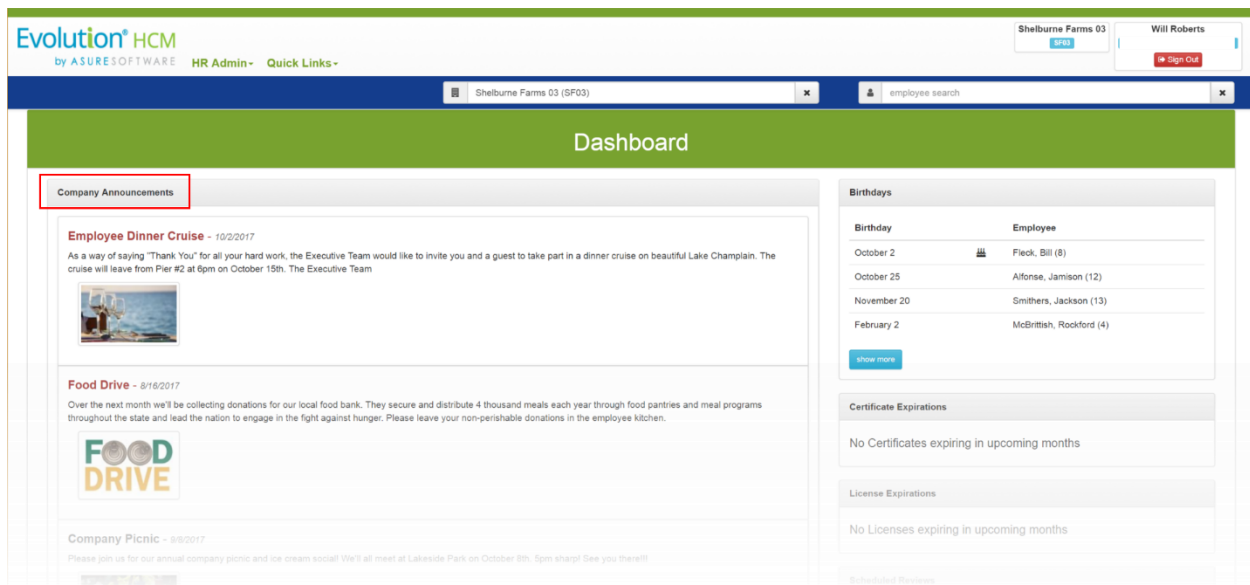 Evolution® HCM
by ASURESOFTWARE
HR Admin
Quick Links
Shelburne Farms 03
SF03
Will Roberts
Sign Out
Shelburne Farms 03 (SF03)
employee search
Dashboard
Company Announcements
Employee Dinner Cruise - 10/2/2017
As a way of saying "Thank You" for all your hard work, the Executive Team would like to invite you and a guest to take part in a dinner cruise on beautiful Lake Champlain. The
cruise will leave from Pier #2 at 6pm on October 15th. The Executive Team
Food Drive - 8/16/2017
Over the next month we'll be collecting donations for our local food bank. They secure and distribute 4 thousand meals each year through food pantries and meal programs
throughout the state and lead the nation to engage in the fight against hunger. Please leave your non-perishable donations in the employee kitchen.
FOOD
DRIVE
Company Picnic - 9/6/2017
Please join us for our annual company picnic and ice cream social! We'll all meet at Lakeside Park on October 8th. 5pm sharp! See you there!!!
Birthdays
Birthday Employee
October 2 Fleck, Bill (8)
October 25 Alfonse, Jamison (12)
November 20 Smithers, Jackson (13)
February 2 McBrittish, Rockford (4)
show more
Certificate Expirations
No Certificates expiring in upcoming months
License Expirations
No Licenses expiring in upcoming months
Scheduled Reviews